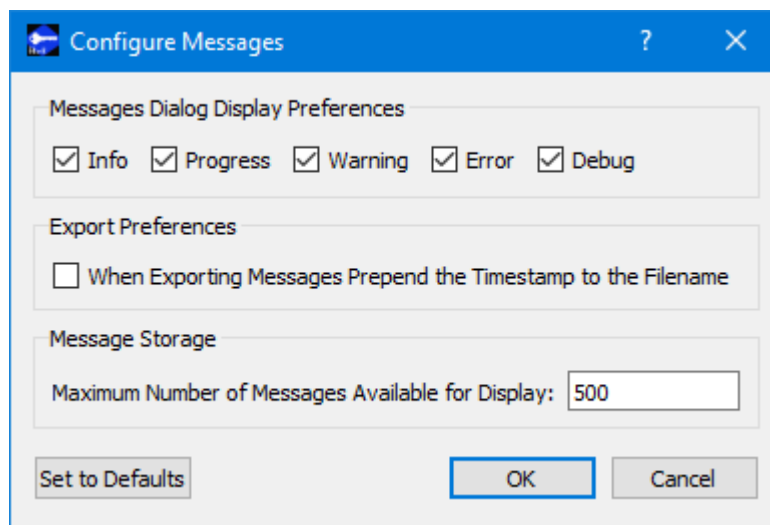 Configure Messages
Messages Dialog Display Preferences
Info Progress Warning Error Debug
Export Preferences
When Exporting Messages Prepend the Timestamp to the Filename
Message Storage
Maximum Number of Messages Available for Display: 500
Set to Defaults OK Cancel